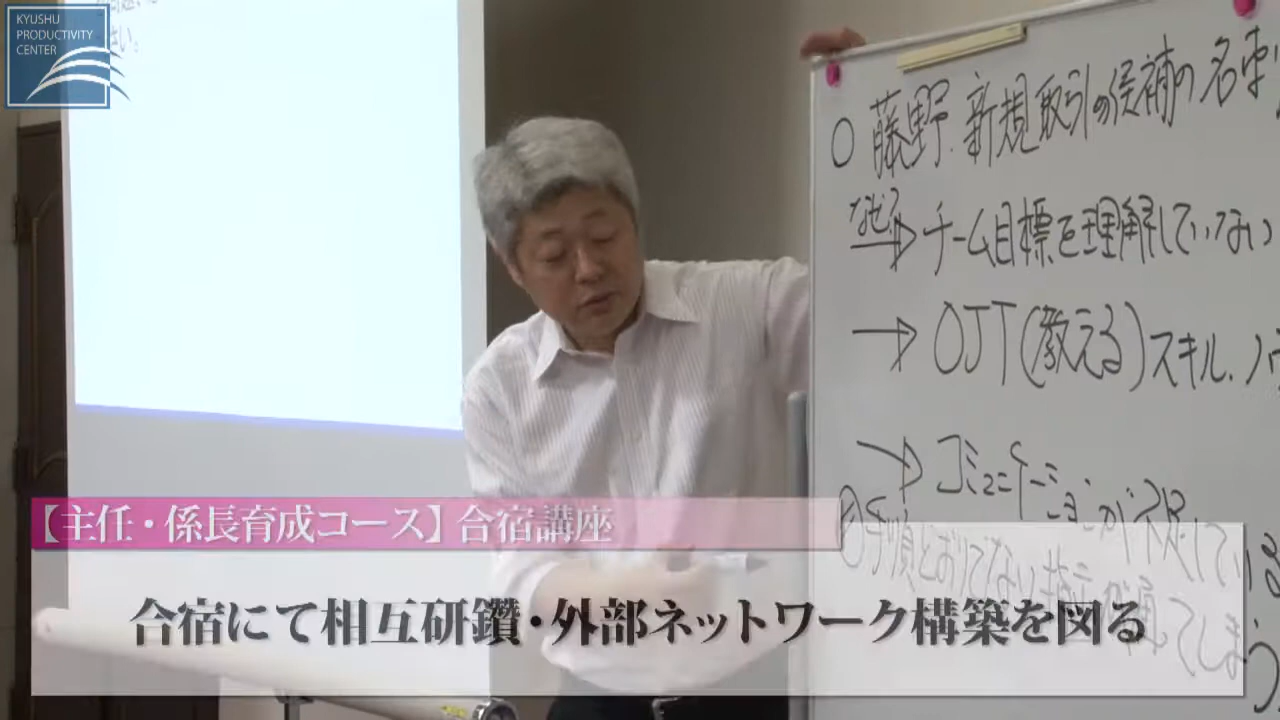 KYUSHU
PRODUCTIVITY
CENTER
さい。
○藤野.新規取引の候補の名
なぜ?
チーム目標を理解していない
→OJT(教える)スキル.ノウ
コミュニケーションが不足している
【主任・係長育成コース】合宿講座
合宿にて相互研鑽・外部ネットワーク構築を図る